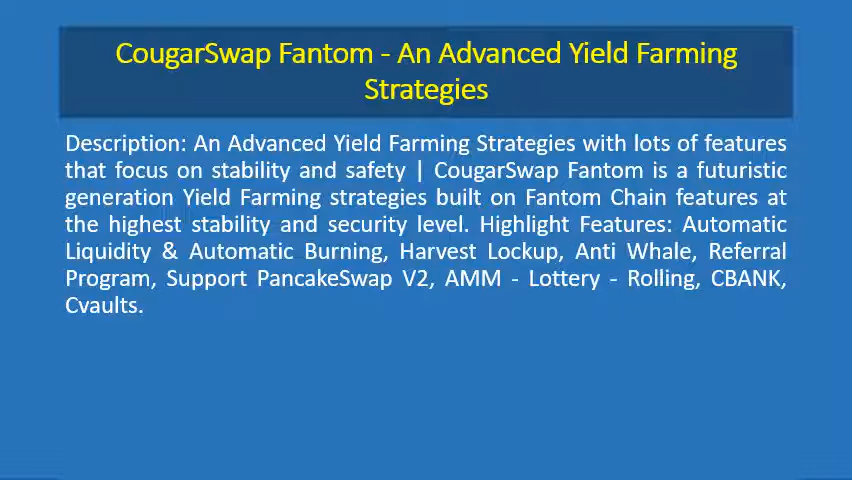 CougarSwap Fantom - An Advanced Yield Farming
Strategies
Description: An Advanced Yield Farming Strategies with lots of features
that focus on stability and safety | CougarSwap Fantom is a futuristic
generation Yield Farming strategies built on Fantom Chain features at
the highest stability and security level. Highlight Features: Automatic
Liquidity & Automatic Burning, Harvest Lockup, Anti Whale, Referral
Program, Support PancakeSwap V2, AMM - Lottery - Rolling, CBANK,
Cvaults.